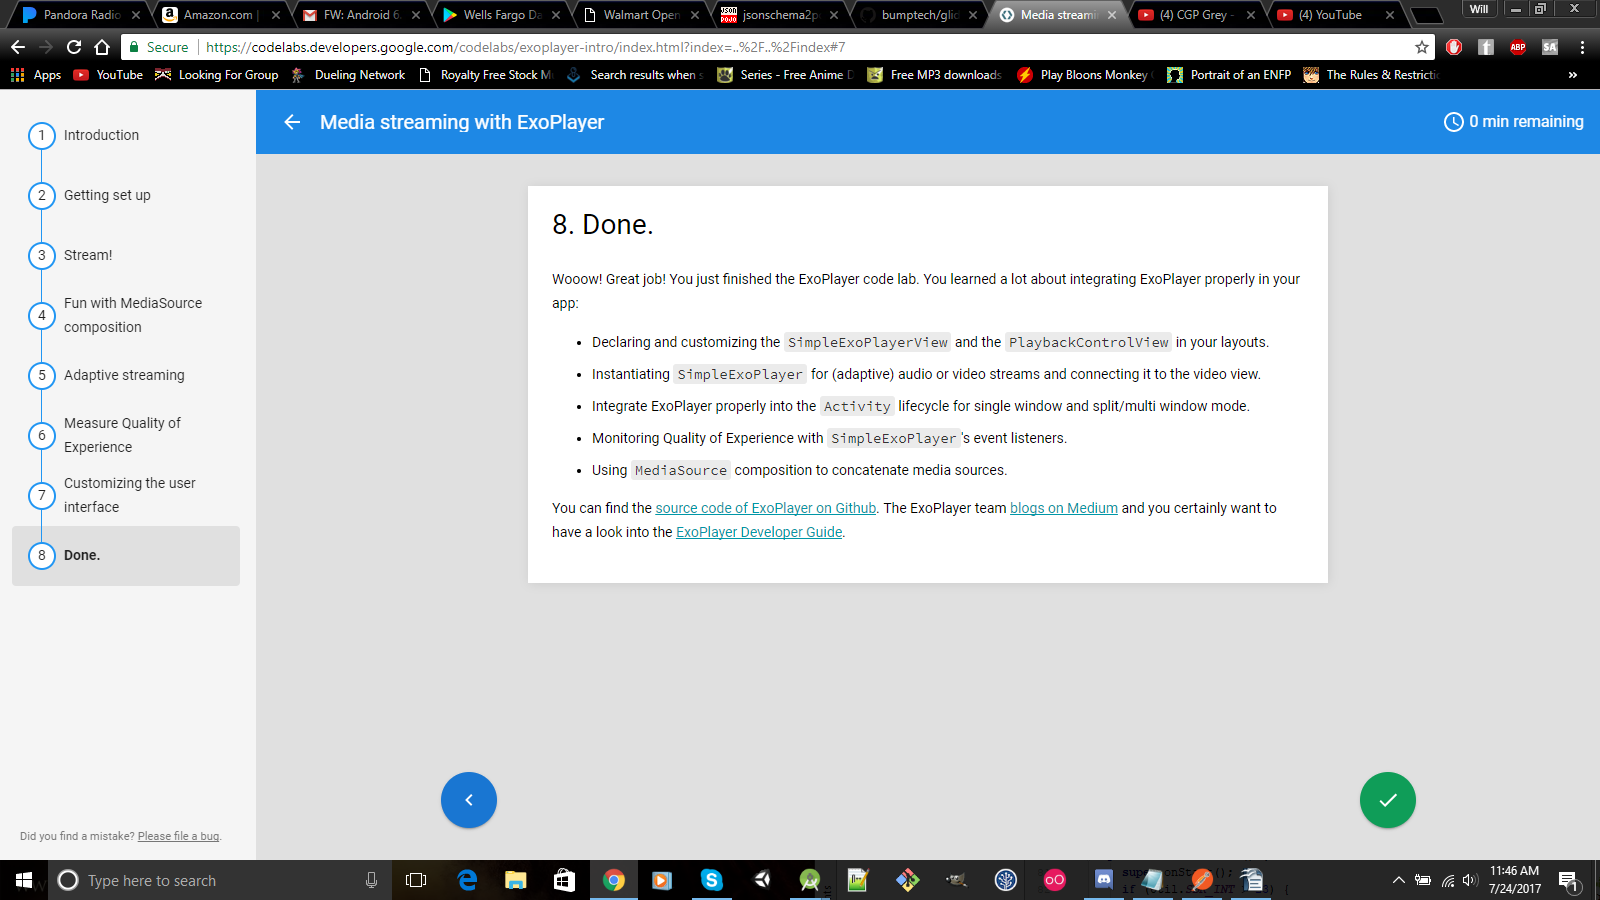 Pandora Radio
Amazon.com |
FW: Android 6.
Wells Fargo Da
Walmart Open
jsonschema2p
bumptech/glid
Media streami
(4) CGP Grey -
(4) YouTube
Will
Secure
https://codelabs.developers.google.com/codelabs/exoplayer-intro/index.html?index=..%2F..%2Findex#7
ABP
SA
Apps
YouTube
Looking For Group
Dueling Network
Royalty Free Stock M
Search results when s
Series - Free Anime D
Free MP3 downloads
Play Bloons Monkey
Portrait of an ENFP
The Rules & Restricti
»
Media streaming with ExoPlayer
0 min remaining
1 Introduction
2 Getting set up
3 Stream!
4 Fun with MediaSource
composition
5 Adaptive streaming
6 Measure Quality of
Experience
7 Customizing the user
interface
8 Done.
8. Done.
Wooow! Great job! You just finished the ExoPlayer code lab. You learned a lot about integrating ExoPlayer properly in your
app:
• Declaring and customizing the SimpleExoPlayerView and the PlaybackControlView in your layouts.
• Instantiating SimpleExoPlayer for (adaptive) audio or video streams and connecting it to the video view.
• Integrate ExoPlayer properly into the Activity lifecycle for single window and split/multi window mode.
• Monitoring Quality of Experience with SimpleExoPlayer's event listeners.
• Using MediaSource composition to concatenate media sources.
You can find the source code of ExoPlayer on Github. The ExoPlayer team blogs on Medium and you certainly want to
have a look into the ExoPlayer Developer Guide.
Did you find a mistake? Please file a bug.
Type here to search
11:46 AM
7/24/2017
1